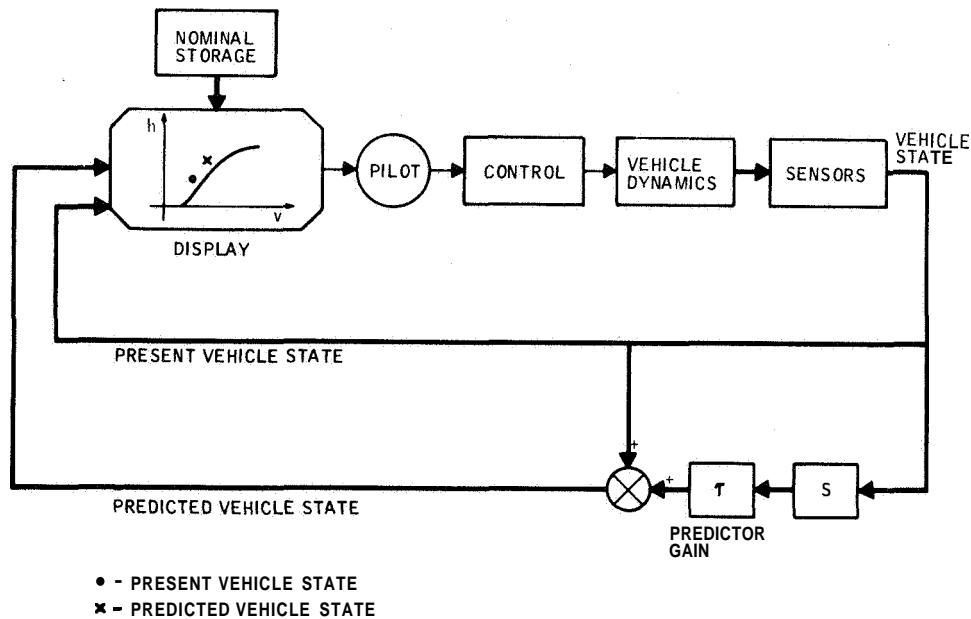 NOMINAL
STORAGE
h
v
DISPLAY
PILOT
CONTROL
VEHICLE
DYNAMICS
SENSORS
VEHICLE
STATE
PRESENT VEHICLE STATE
+
+
τ
S
PREDICTED VEHICLE STATE
PREDICTOR
GAIN
● - PRESENT VEHICLE STATE
× - PREDICTED VEHICLE STATE